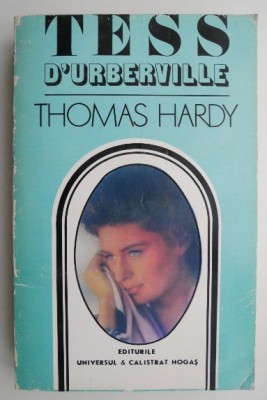 TESS
D'URBERVILLE
THOMAS HARDY
EDITURILE
UNIVERSUL & CALISTRAT HOGAȘ